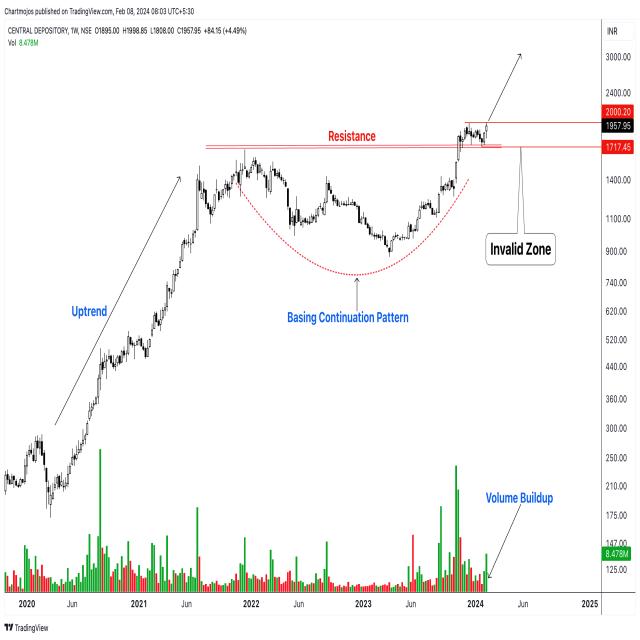 Chartmojos published on TradingView.com, Feb 08, 2024 08:03 UTC+5:30
CENTRAL DEPOSITORY, 1W, NSE O1895.00 H1998.85 L1808.00 C1957.95 +84.15 (+4.49%)
INR
Vol 8.478M
3000.00
2400.00
2000.20
1957.95
Resistance
1717.45
1400.00
1100.00
Invalid Zone
900.00
740.00
Uptrend
Basing Continuation Pattern
620.00
520.00
440.00
360.00
300.00
250.00
210.00
Volume Buildup
175.00
147.00
8.478M
125.00
2020 Jun 2021 Jun 2022 Jun 2023 Jun 2024 Jun 2025
TradingView